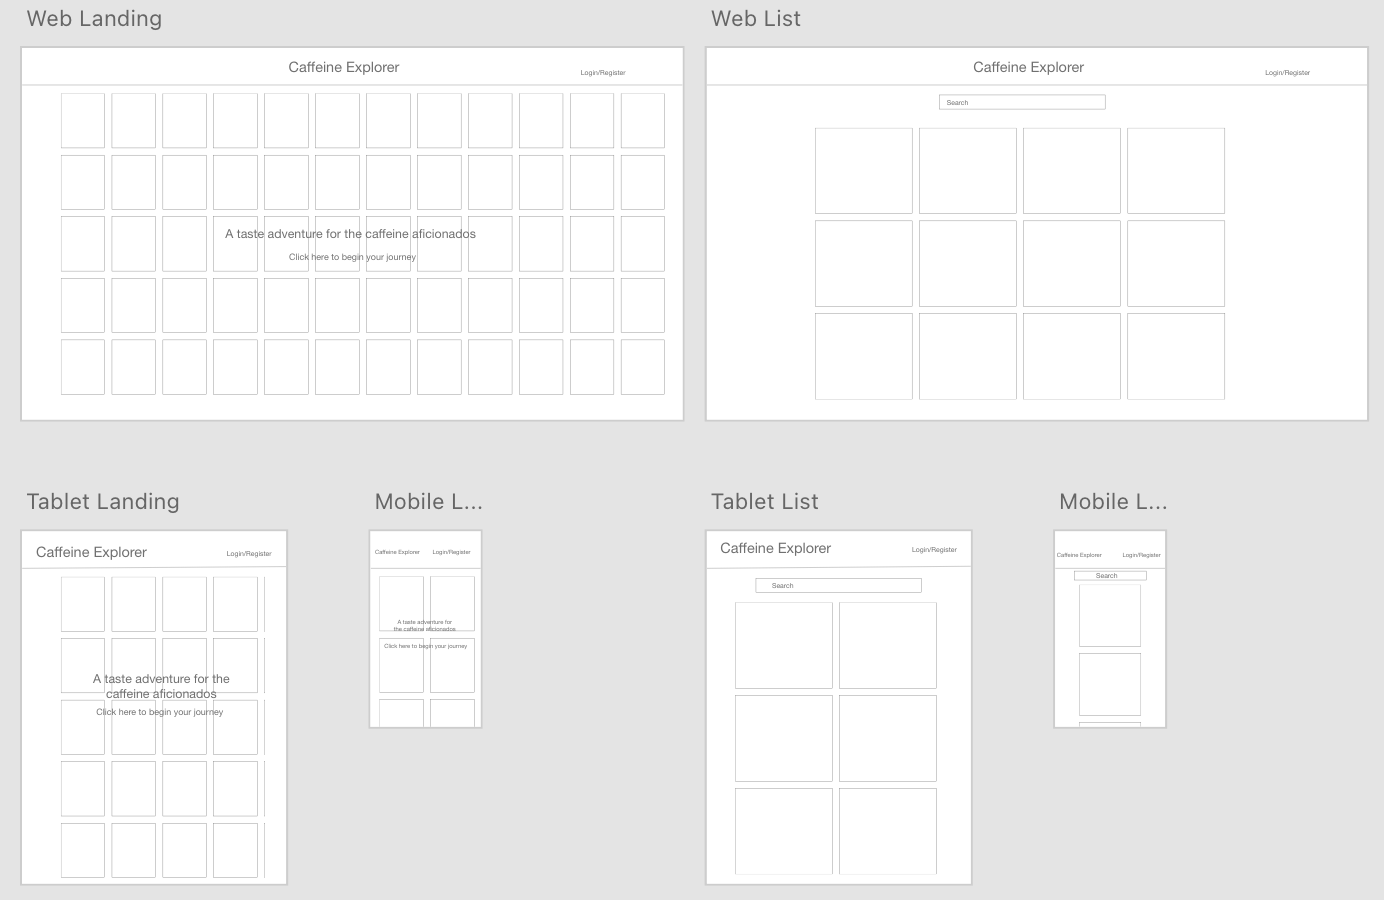 Web Landing
Caffeine Explorer
Login/Register
A taste adventure for the caffeine aficionados
Click here to begin your journey
Web List
Caffeine Explorer
Login/Register
Search
Tablet Landing
Caffeine Explorer
Login/Register
A taste adventure for the
caffeine aficionados
Click here to begin your journey
Mobile L...
Caffeine Explorer
Login/Register
A taste adventure for
the caffeine aficionados
Click here to begin your journey
Tablet List
Caffeine Explorer
Login/Register
Search
Mobile L...
Caffeine Explorer
Login/Register
Search